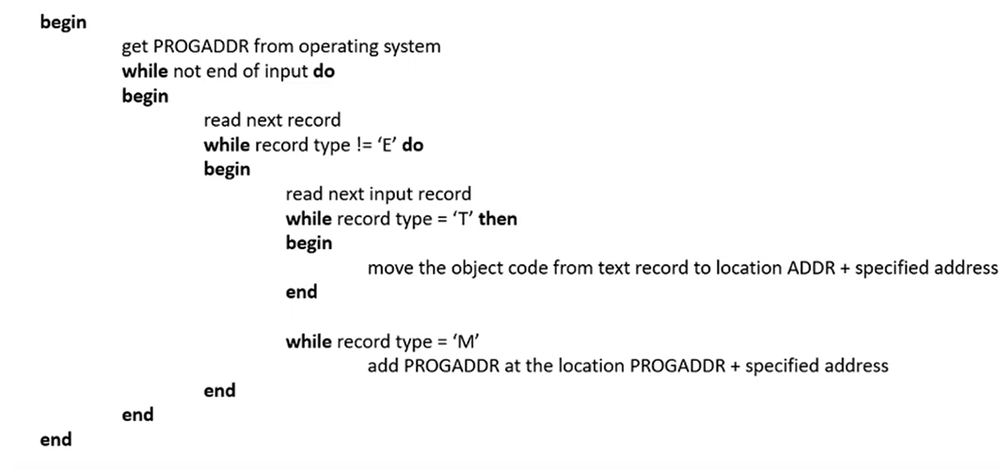 begin
get PROGADDR from operating system
while not end of input do
begin
read next record
while record type != ‘E’ do
begin
read next input record
while record type = ‘T’ then
begin
move the object code from text record to location ADDR + specified address
end
while record type = ‘M’
add PROGADDR at the location PROGADDR + specified address
end
end
end